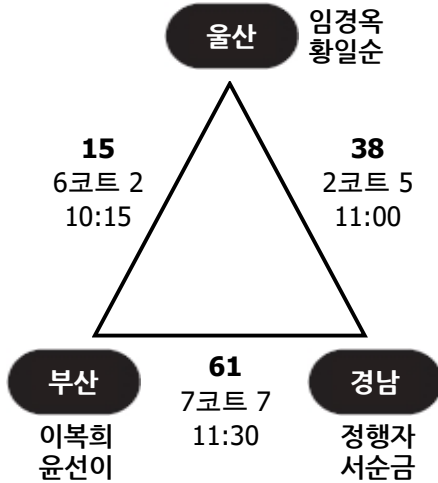 울산
임경옥
황일순
15
6코트 2
10:15
38
2코트 5
11:00
부산
이복희
윤선이
61
7코트 7
11:30
경남
정행자
서순금